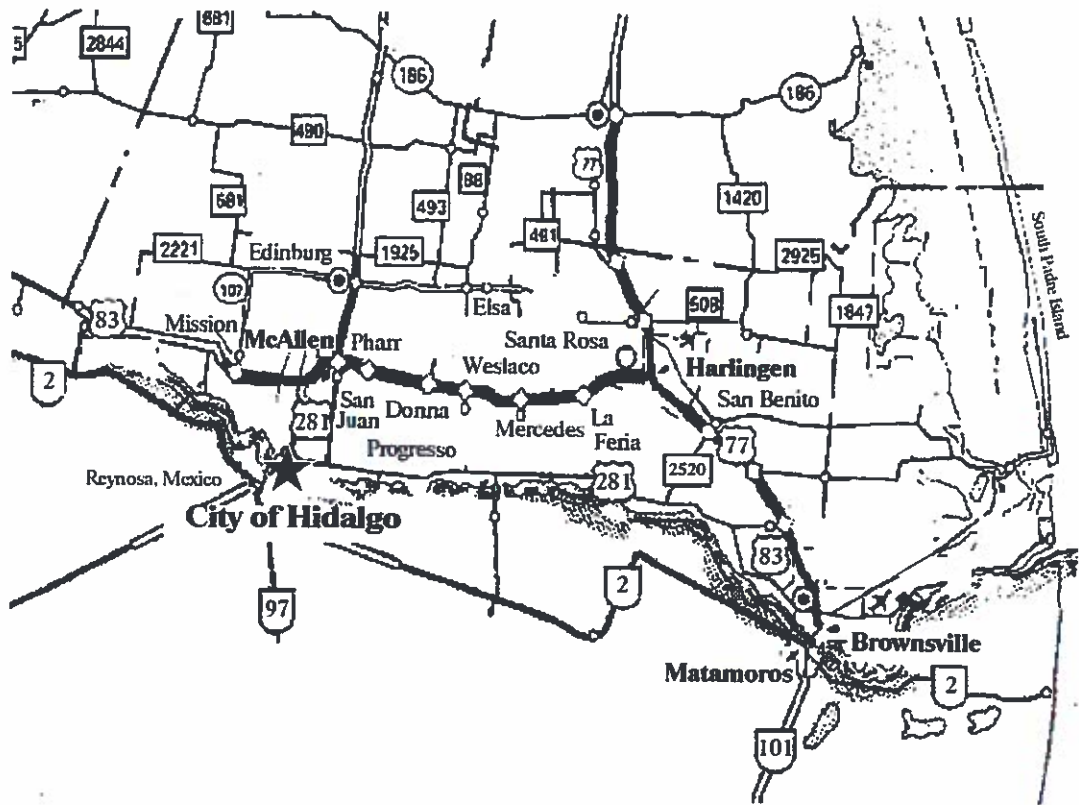 2844
681
186
186
490
77
88
681
493
1420
491
2221
Edinburg
1925
2925
South Padre Island
107
Elsa
508
1847
83
Mission
McAllen
Pharr
Santa Rosa
2
Weslaco
Harlingen
San
Juan
Donna
San Benito
281
Mercedes
La
Feria
77
Progresso
2520
Reynosa, Mexico
281
City of Hidalgo
83
2
97
Brownsville
Matamoros
2
101